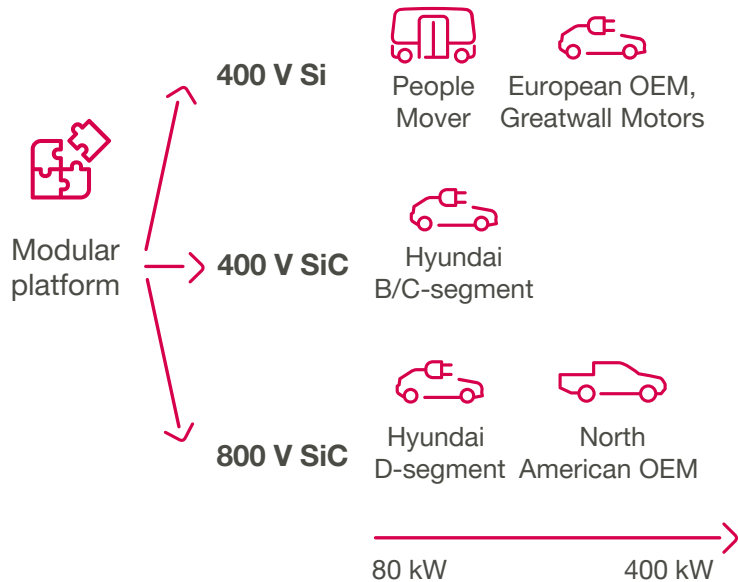 400 V Si
People
Mover
European OEM,
Greatwall Motors
Modular
platform
400 V SiC
Hyundai
B/C-segment
800 V SiC
Hyundai
D-segment
North
American OEM
80 kW
400 kW